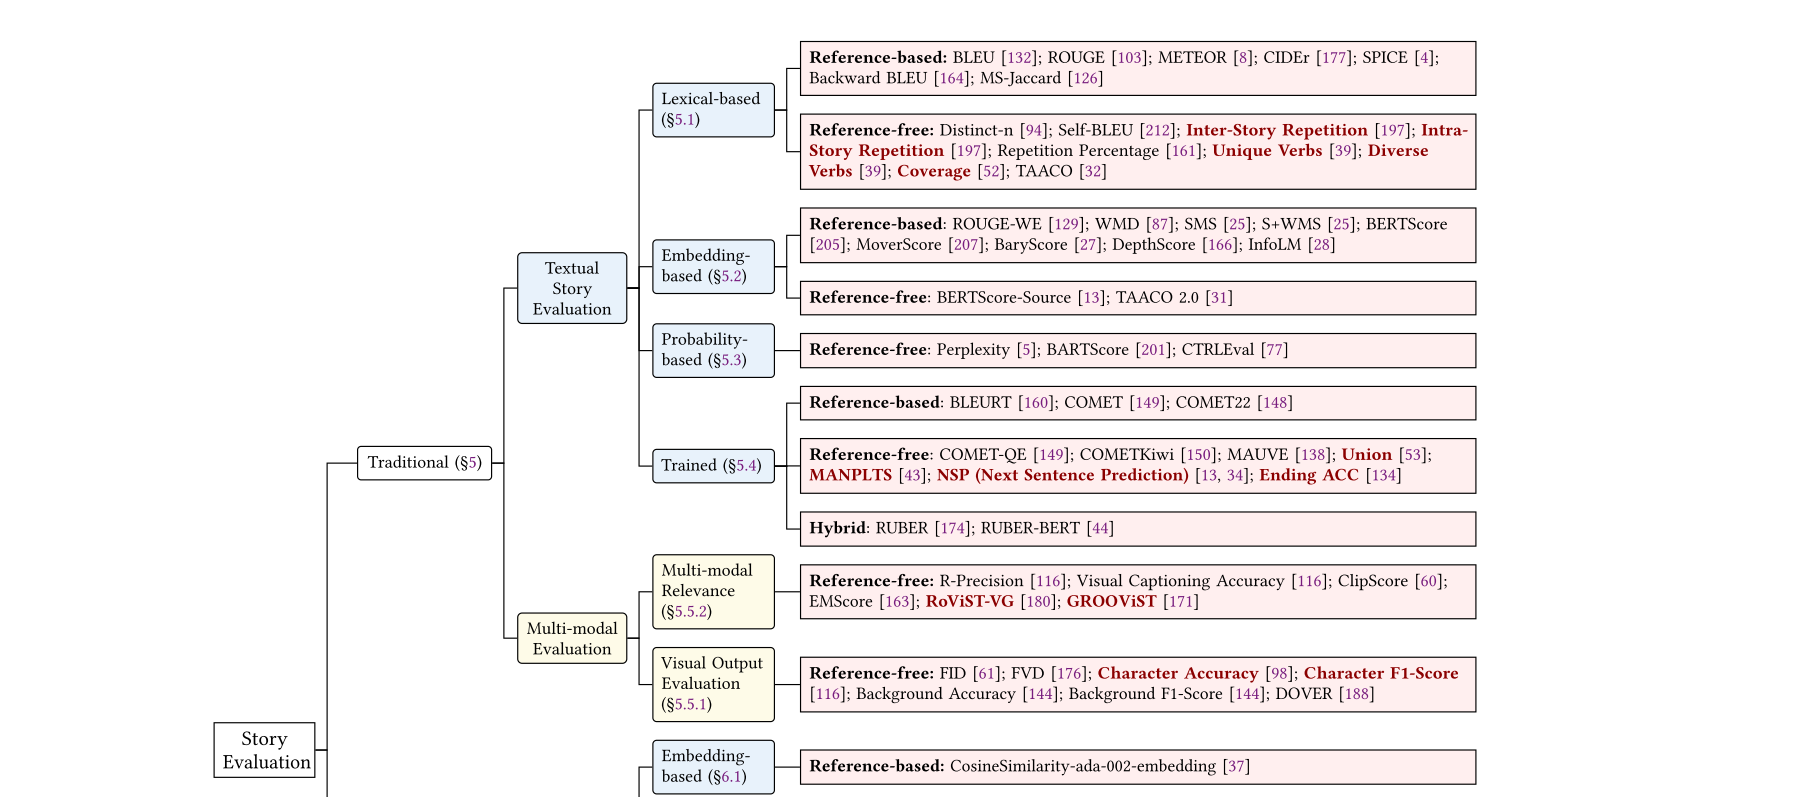 Reference-based: BLEU [132]; ROUGE [103]; METEOR [8]; CIDEr [177]; SPICE [4];
Backward BLEU [164]; MS-Jaccard [126]
Lexical-based
(§5.1)
Reference-free: Distinct-n [94]; Self-BLEU [212]; Inter-Story Repetition [197]; Intra-
Story Repetition [197]; Repetition Percentage [161]; Unique Verbs [39]; Diverse
Verbs [39]; Coverage [52]; TAACO [32]
Reference-based: ROUGE-WE [129]; WMD [87]; SMS [25]; S+WMS [25]; BERTScore
[205]; MoverScore [207]; BaryScore [27]; DepthScore [166]; InfoLM [28]
Embedding-
based (§5.2)
Textual
Story
Evaluation
Reference-free: BERTScore-Source [13]; TAACO 2.0 [31]
Probability-
based (§5.3)
Reference-free: Perplexity [5]; BARTScore [201]; CTRLEval [77]
Reference-based: BLEURT [160]; COMET [149]; COMET22 [148]
Traditional (§5)
Trained (§5.4)
Reference-free: COMET-QE [149]; COMETKiwi [150]; MAUVE [138]; Union [53];
MANPLTS [43]; NSP (Next Sentence Prediction) [13, 34]; Ending ACC [134]
Hybrid: RUBER [174]; RUBER-BERT [44]
Multi-modal
Relevance
(§5.5.2)
Reference-free: R-Precision [116]; Visual Captioning Accuracy [116]; ClipScore [60];
EMScore [163]; RoViST-VG [180]; GROOViST [171]
Multi-modal
Evaluation
Visual Output
Evaluation
(§5.5.1)
Reference-free: FID [61]; FVD [176]; Character Accuracy [98]; Character F1-Score
[116]; Background Accuracy [144]; Background F1-Score [144]; DOVER [188]
Story
Evaluation
Embedding-
based (§6.1)
Reference-based: CosineSimilarity-ada-002-embedding [37]